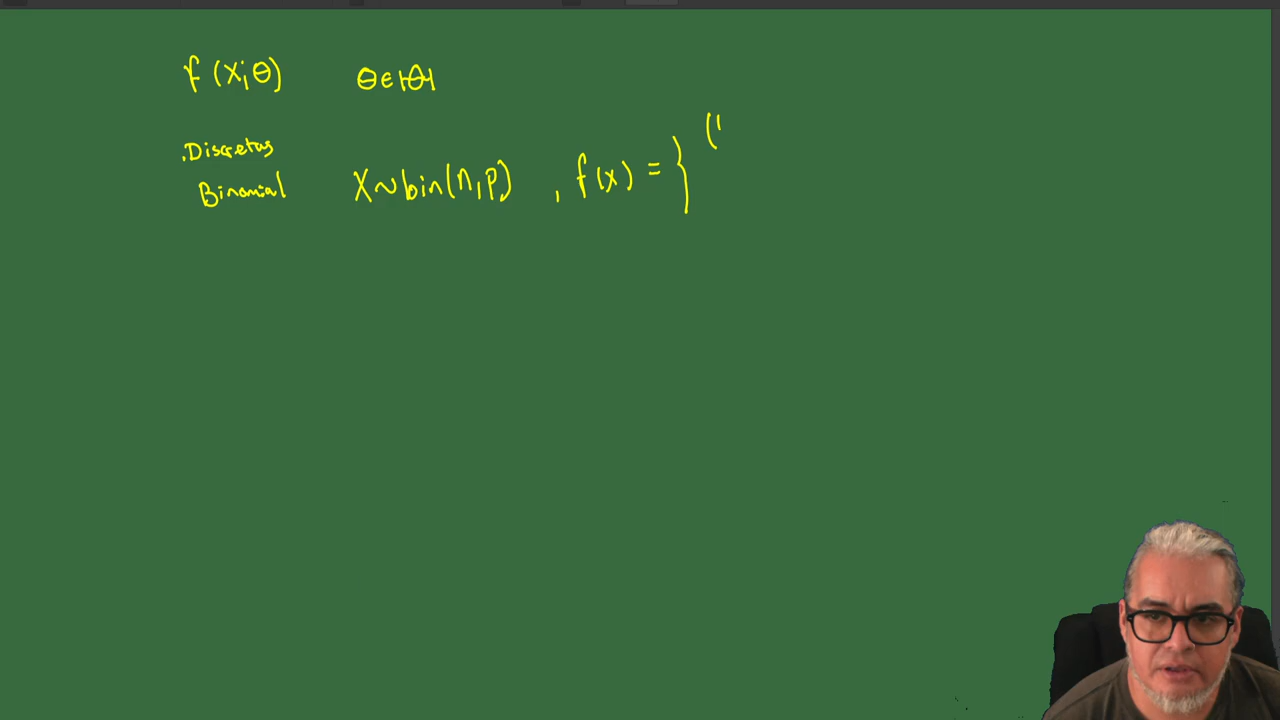 f(x;θ) θ∈Θ
.Discretas
Binomial X~bin(n,p) , f(x) = { (